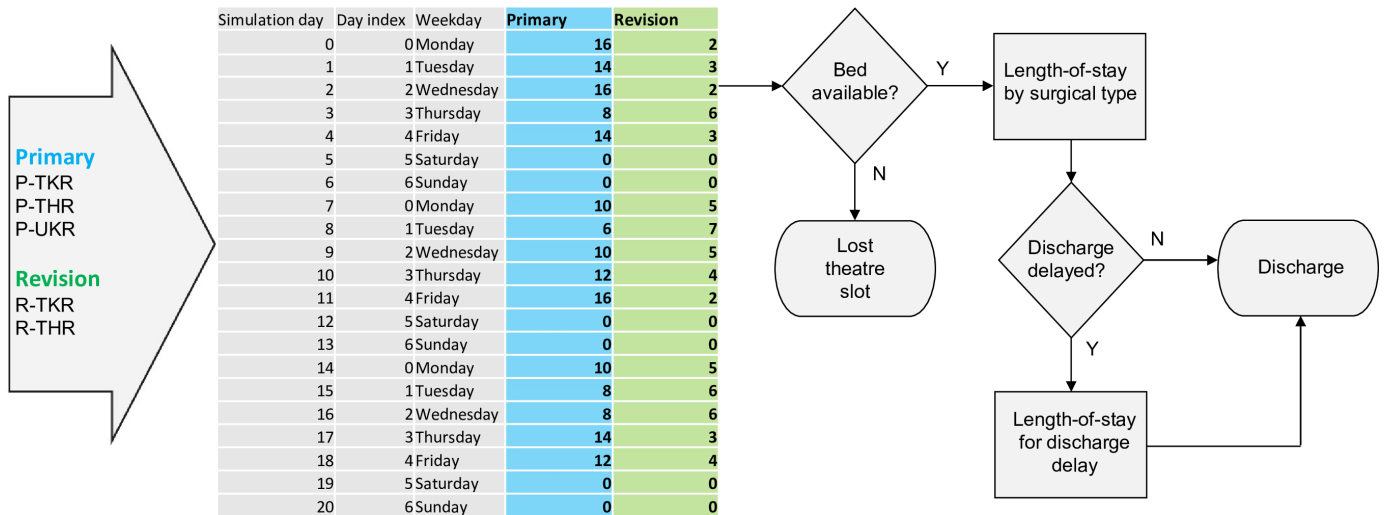 Primary
P-TKR
P-THR
P-UKR
Revision
R-TKR
R-THR
Simulation day Day index Weekday Primary Revision
0 0 Monday 16 2
1 1 Tuesday 14 3
2 2 Wednesday 16 2
3 3 Thursday 8 6
4 4 Friday 14 3
5 5 Saturday 0 0
6 6 Sunday 0 0
7 0 Monday 10 5
8 1 Tuesday 6 7
9 2 Wednesday 10 5
10 3 Thursday 12 4
11 4 Friday 16 2
12 5 Saturday 0 0
13 6 Sunday 0 0
14 0 Monday 10 5
15 1 Tuesday 8 6
16 2 Wednesday 8 6
17 3 Thursday 14 3
18 4 Friday 12 4
19 5 Saturday 0 0
20 6 Sunday 0 0
Bed
available?
Y
N
Lost
theatre
slot
Length-of-stay
by surgical type
Discharge
delayed?
N
Y
Discharge
Length-of-stay
for discharge
delay